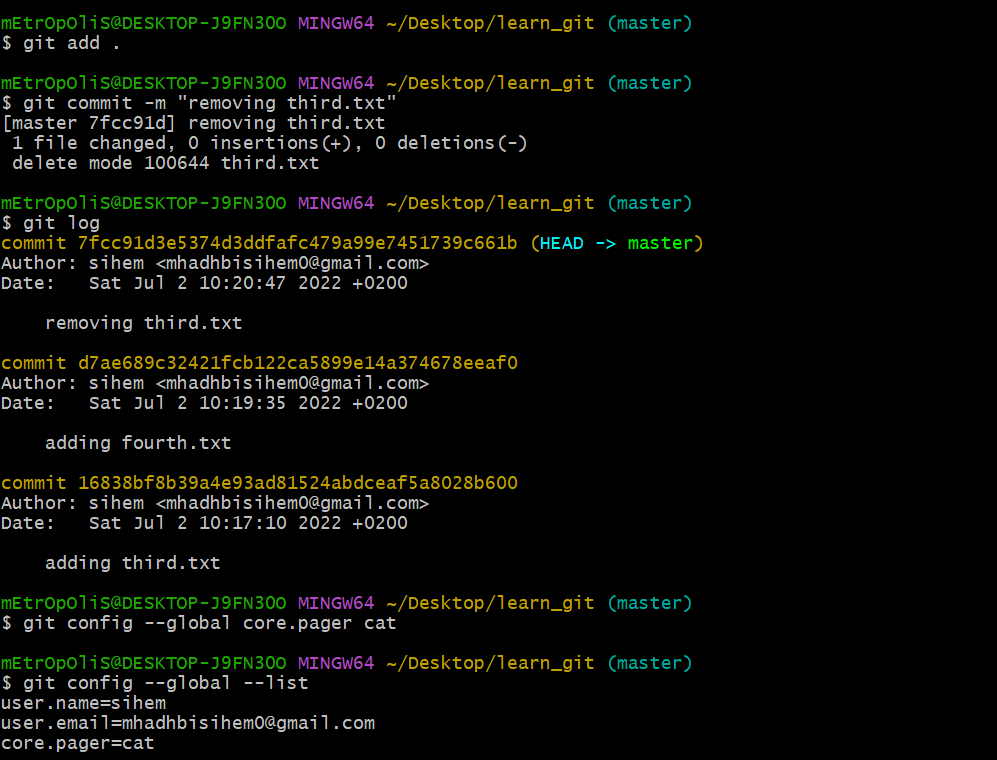 mEtrOpOliS@DESKTOP-J9FN3OO MINGW64 ~/Desktop/learn_git (master)
$ git add .
mEtrOpOliS@DESKTOP-J9FN3OO MINGW64 ~/Desktop/learn_git (master)
$ git commit -m "removing third.txt"
[master 7fcc91d] removing third.txt
 1 file changed, 0 insertions(+), 0 deletions(-)
 delete mode 100644 third.txt
mEtrOpOliS@DESKTOP-J9FN3OO MINGW64 ~/Desktop/learn_git (master)
$ git log
commit 7fcc91d3e5374d3ddfafc479a99e7451739c661b (HEAD -> master)
Author: sihem <mhadhbisihem0@gmail.com>
Date:   Sat Jul 2 10:20:47 2022 +0200
    removing third.txt
commit d7ae689c32421fcb122ca5899e14a374678eeaf0
Author: sihem <mhadhbisihem0@gmail.com>
Date:   Sat Jul 2 10:19:35 2022 +0200
    adding fourth.txt
commit 16838bf8b39a4e93ad81524abdceaf5a8028b600
Author: sihem <mhadhbisihem0@gmail.com>
Date:   Sat Jul 2 10:17:10 2022 +0200
    adding third.txt
mEtrOpOliS@DESKTOP-J9FN3OO MINGW64 ~/Desktop/learn_git (master)
$ git config --global core.pager cat
mEtrOpOliS@DESKTOP-J9FN3OO MINGW64 ~/Desktop/learn_git (master)
$ git config --global --list
user.name=sihem
user.email=mhadhbisihem0@gmail.com
core.pager=cat